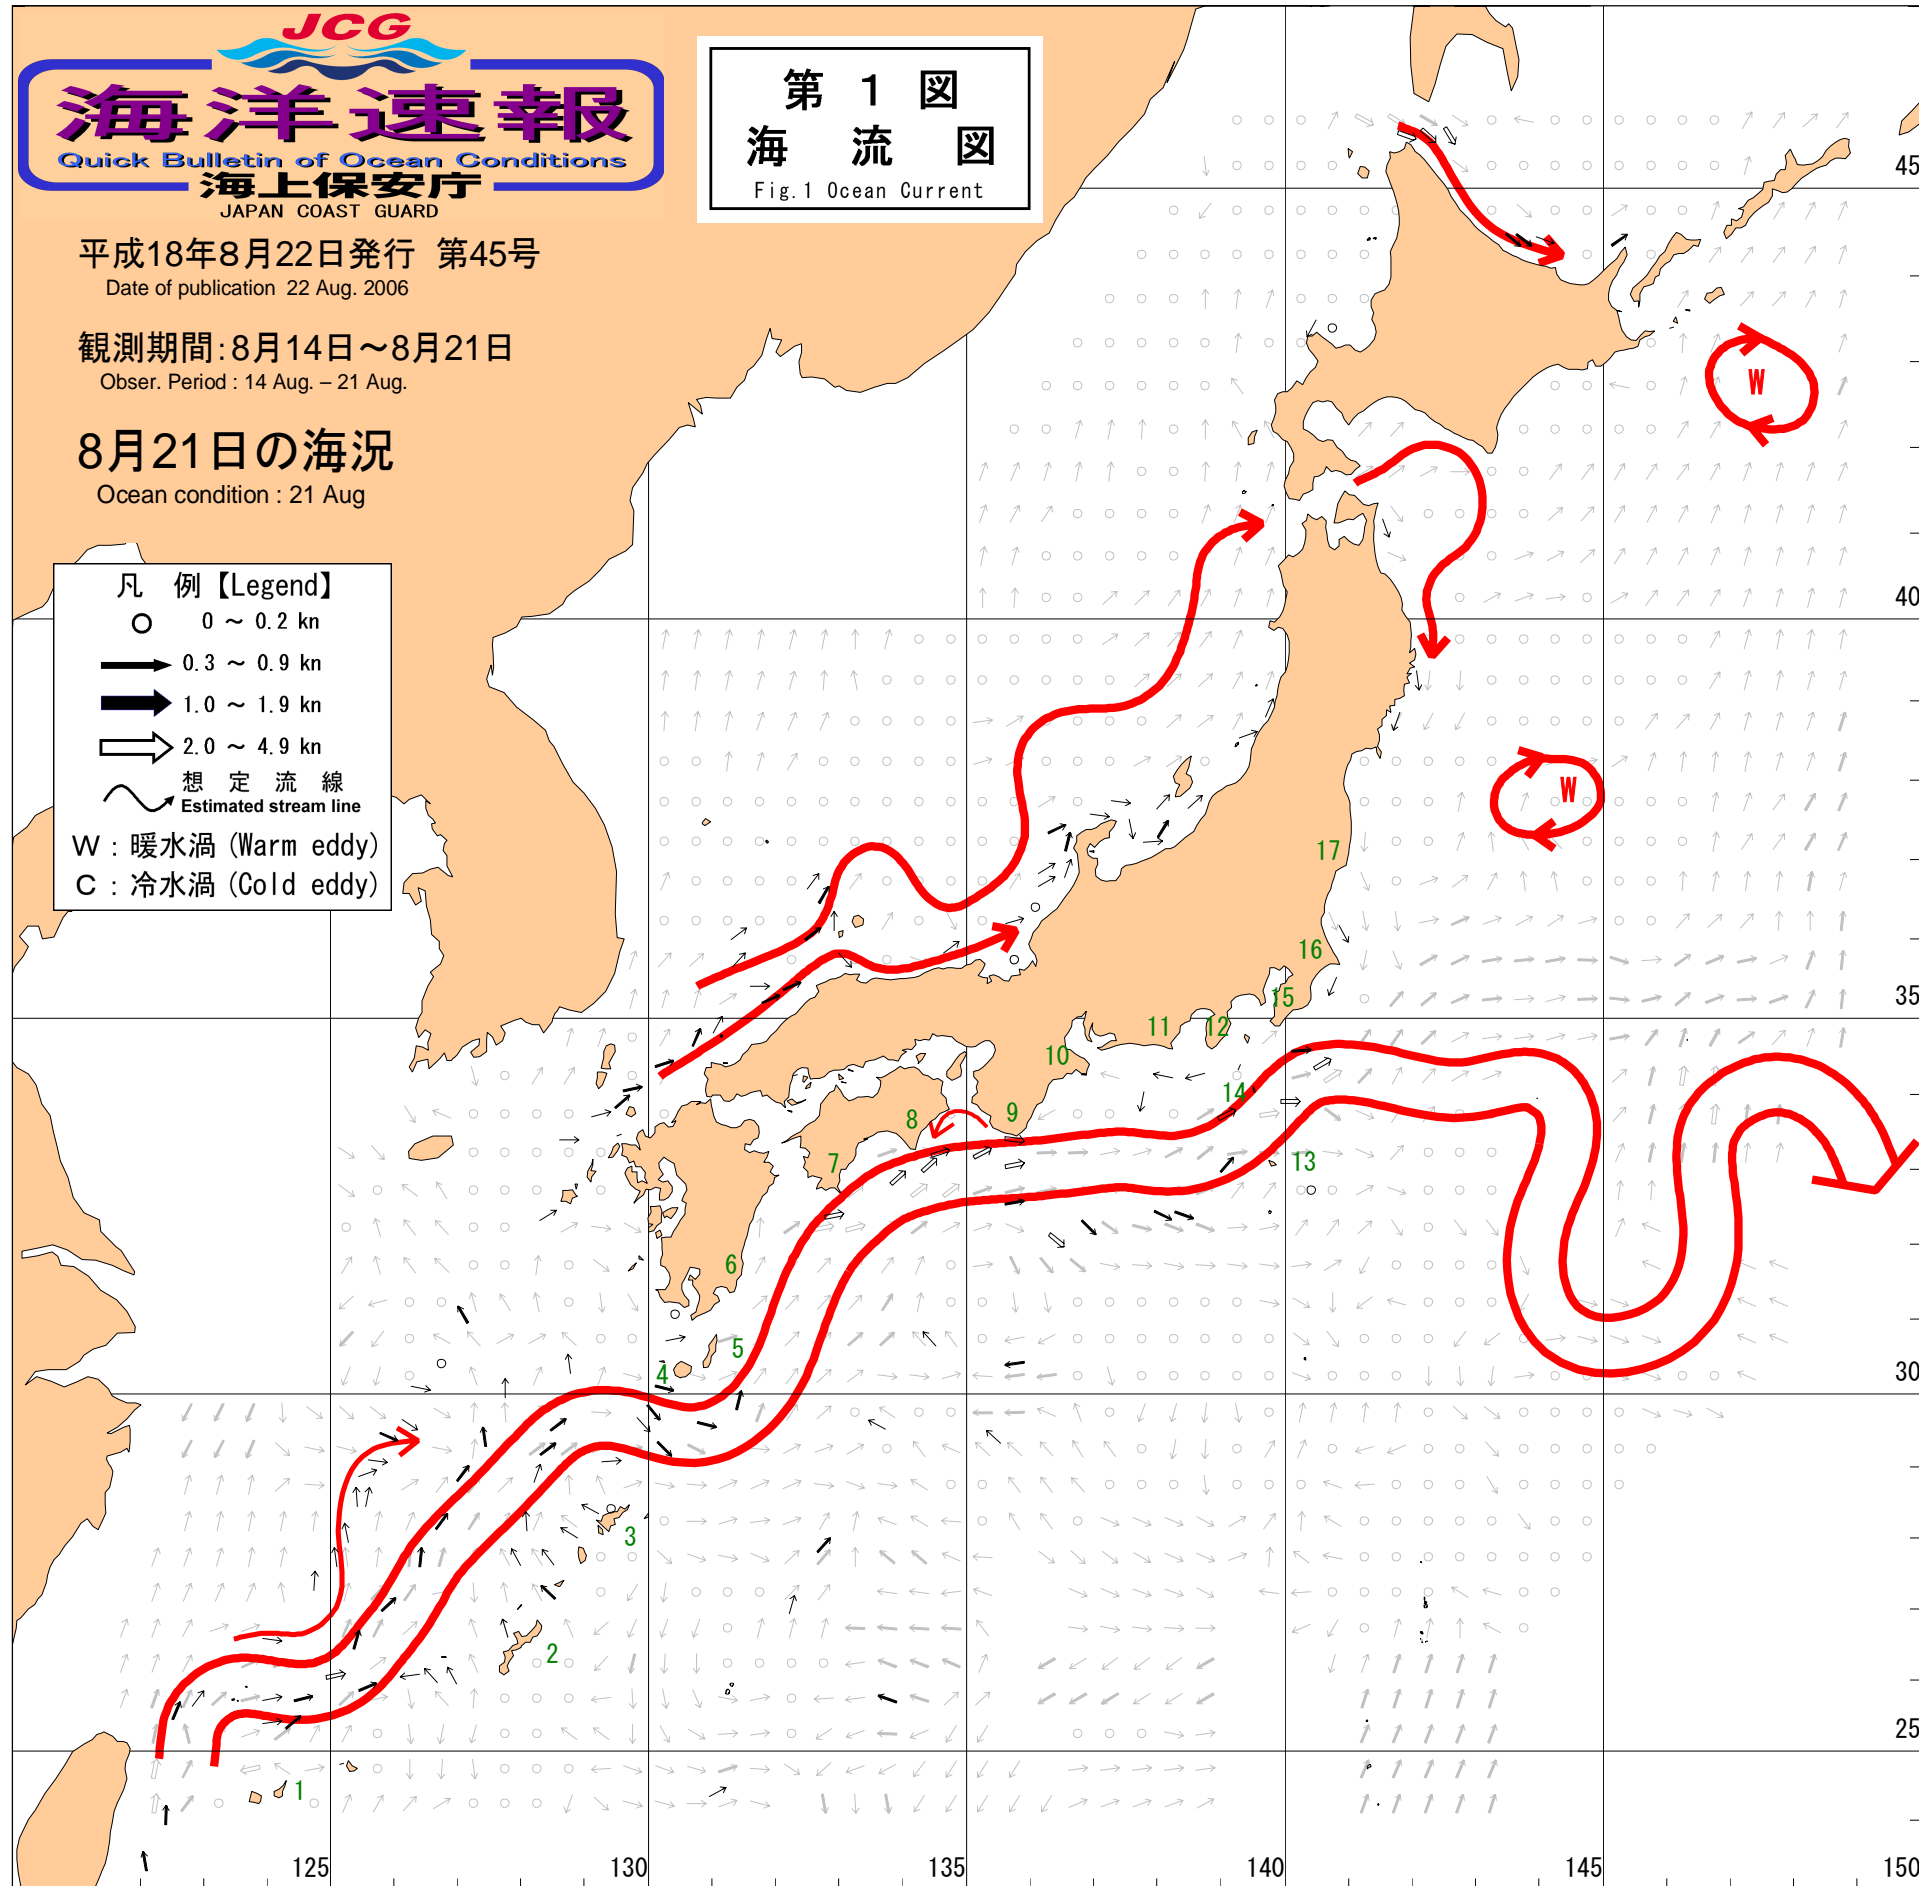 JCG
海洋速報
Quick Bulletin of Ocean Conditions
海上保安庁
JAPAN COAST GUARD
平成18年8月22日発行 第45号
Date of publication 22 Aug. 2006
観測期間:8月14日～8月21日
Obser. Period : 14 Aug. – 21 Aug.
8月21日の海況
Ocean condition : 21 Aug
第 1 図
海 流 図
Fig.1 Ocean Current
凡 例【Legend】
0 ～ 0.2 kn
0.3 ～ 0.9 kn
1.0 ～ 1.9 kn
2.0 ～ 4.9 kn
想 定 流 線
Estimated stream line
W : 暖水渦 (Warm eddy)
C : 冷水渦 (Cold eddy)
45
W
40
W
17
16
35
15
12
11
10
14
9
8
7
13
6
5
4
30
3
2
25
1
125
130
135
140
145
150